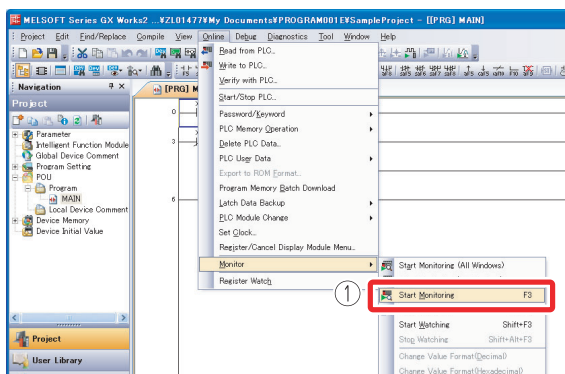 MELSOFT Series GX Works2 ...¥ZL01477¥My Documents¥PROGRAM001E¥SampleProject - [[PRG] MAIN]
Project Edit Find/Replace Compile View Online Debug Diagnostics Tool Window Help
Navigation
[PRG] M
Project
Parameter
Intelligent Function Module
Global Device Comment
Program Setting
POU
Program
MAIN
Local Device Comment
Device Memory
Device Initial Value
Project
User Library
0
3
6
Read from PLC...
Write to PLC...
Verify with PLC...
Start/Stop PLC...
Password/Keyword
PLC Memory Operation
Delete PLC Data...
PLC User Data
Export to ROM Format...
Program Memory Batch Download
Latch Data Backup
PLC Module Change
Set Clock...
Register/Cancel Display Module Menu...
Monitor
Register Watch
Start Monitoring (All Windows)
① Start Monitoring F3
Start Watching Shift+F3
Stop Watching Shift+Alt+F3
Change Value Format(Decimal)
Change Value Format(Hexadecimal)